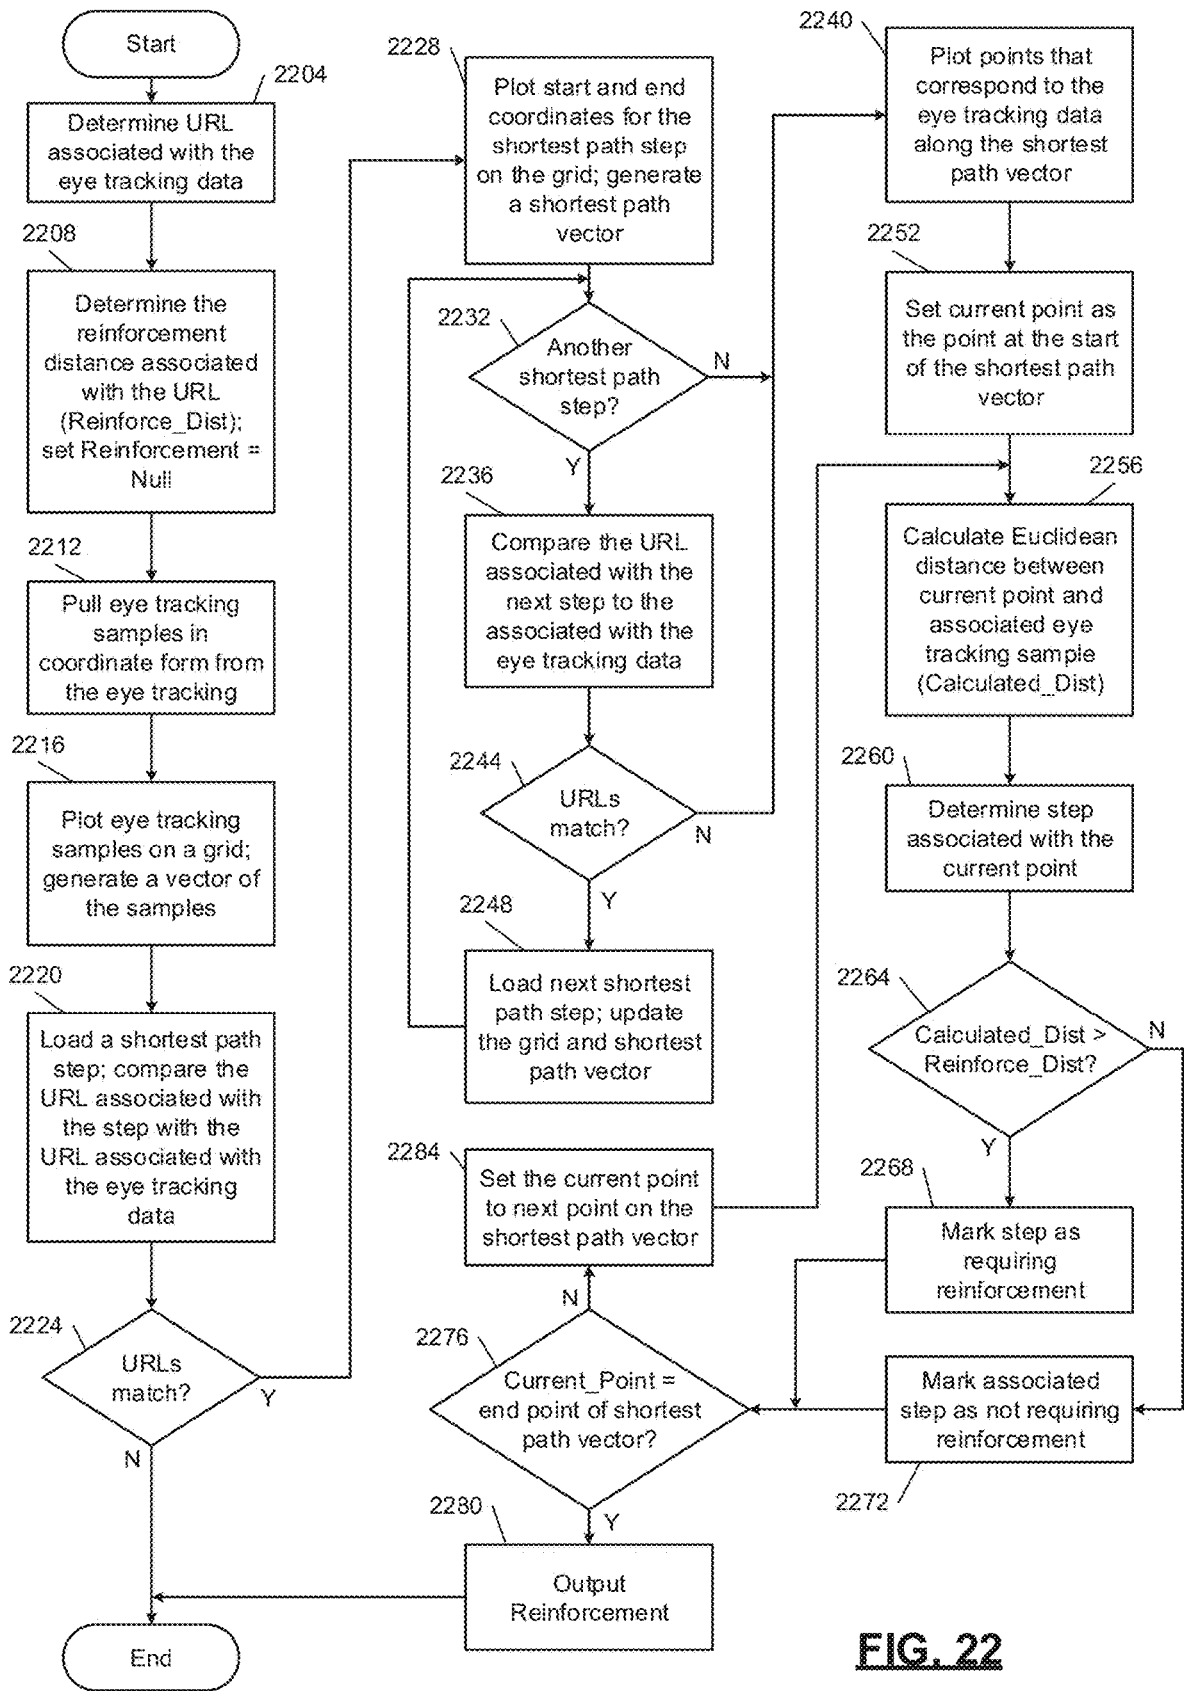 Start
2204
Determine URL
associated with the
eye tracking data
2208
Determine the
reinforcement
distance associated
with the URL
(Reinforce_Dist);
set Reinforcement =
Null
2212
Pull eye tracking
samples in
coordinate form from
the eye tracking
2216
Plot eye tracking
samples on a grid;
generate a vector of
the samples
2220
Load a shortest path
step; compare the
URL associated with
the step with the
URL associated with
the eye tracking
data
2224
URLs
match?
Y
N
End
2228
Plot start and end
coordinates for the
shortest path step
on the grid; generate
a shortest path
vector
2232
Another
shortest path
step?
N
Y
2236
Compare the URL
associated with the
next step to the
associated with the
eye tracking data
2244
URLs
match?
N
Y
2248
Load next shortest
path step; update
the grid and shortest
path vector
2284
Set the current point
to next point on the
shortest path vector
N
2276
Current_Point =
end point of shortest
path vector?
Y
2280
Output
Reinforcement
2240
Plot points that
correspond to the
eye tracking data
along the shortest
path vector
2252
Set current point as
the point at the start
of the shortest path
vector
2256
Calculate Euclidean
distance between
current point and
associated eye
tracking sample
(Calculated_Dist)
2260
Determine step
associated with the
current point
2264
Calculated_Dist >
Reinforce_Dist?
N
Y
2268
Mark step as
requiring
reinforcement
Mark associated
step as not requiring
reinforcement
2272
FIG. 22